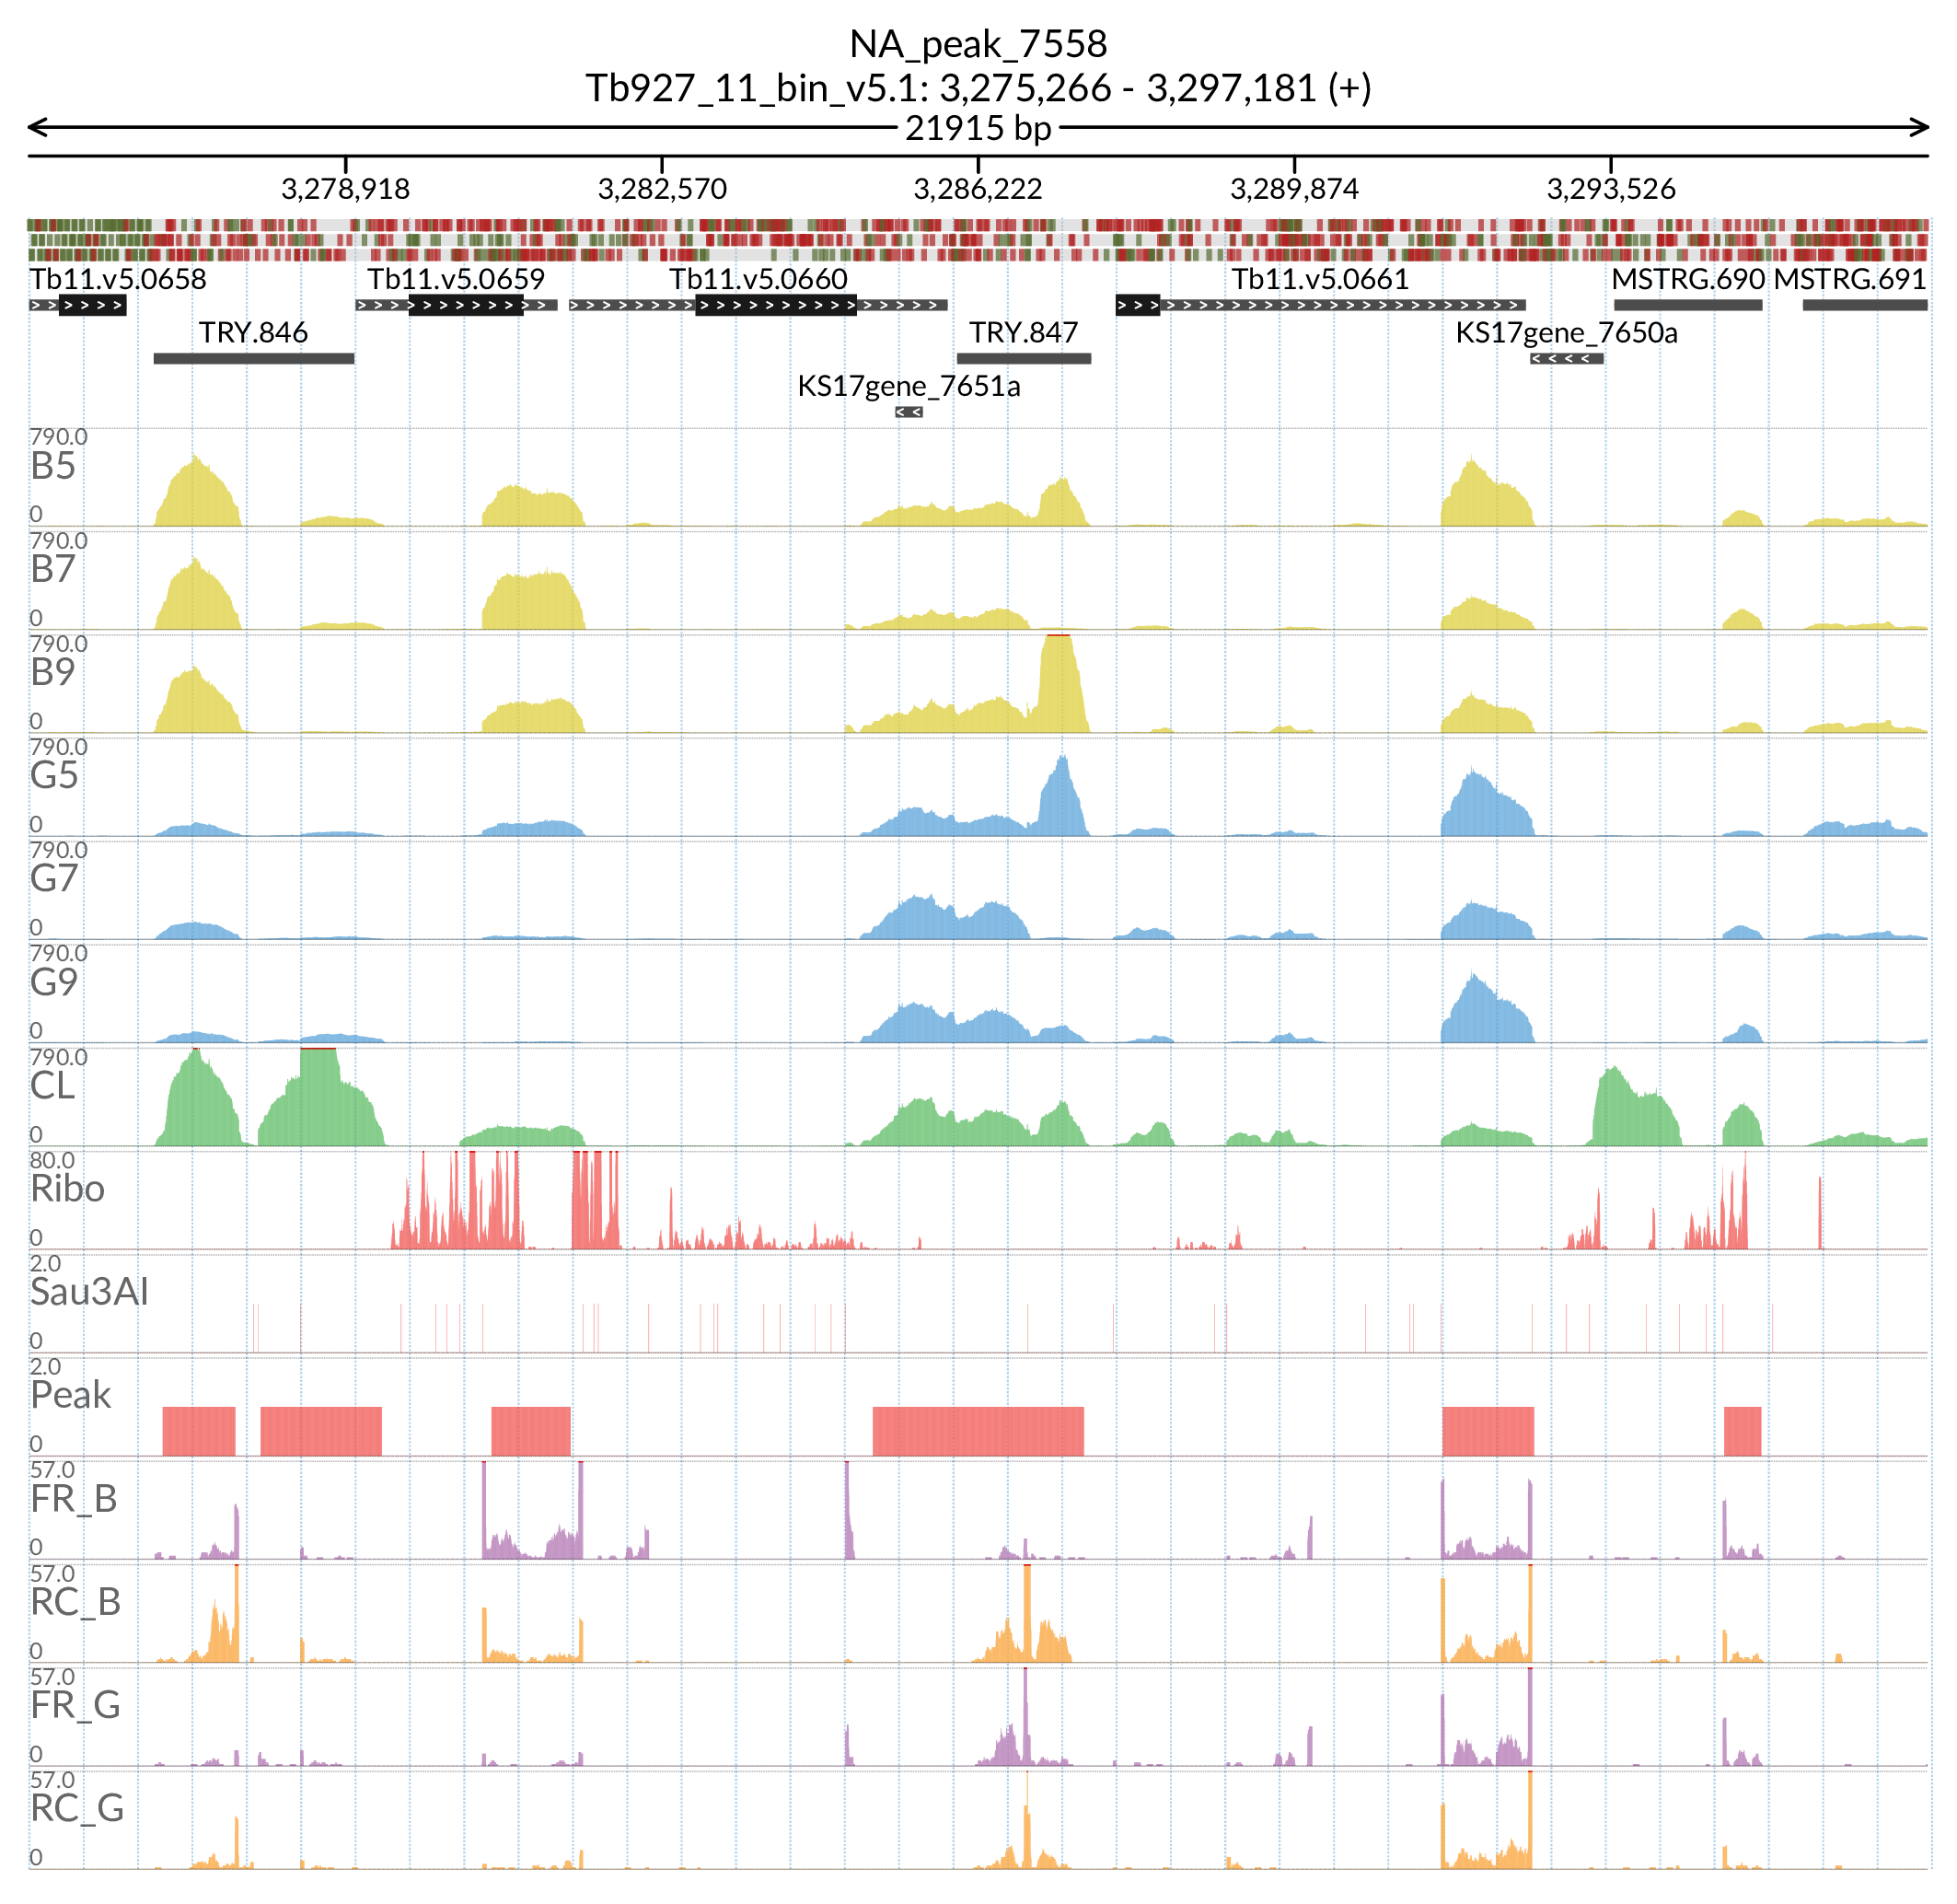 NA_peak_7558
Tb927_11_bin_v5.1: 3,275,266 - 3,297,181 (+)
21915 bp
3,278,918 3,282,570 3,286,222 3,289,874 3,293,526
Tb11.v5.0658 Tb11.v5.0659 Tb11.v5.0660 Tb11.v5.0661 MSTRG.690 MSTRG.691
TRY.846 TRY.847 KS17gene_7650a
KS17gene_7651a
790.0
B5
0
790.0
B7
0
790.0
B9
0
790.0
G5
0
790.0
G7
0
790.0
G9
0
790.0
CL
0
80.0
Ribo
0
2.0
Sau3AI
0
2.0
Peak
0
57.0
FR_B
0
57.0
RC_B
0
57.0
FR_G
0
57.0
RC_G
0